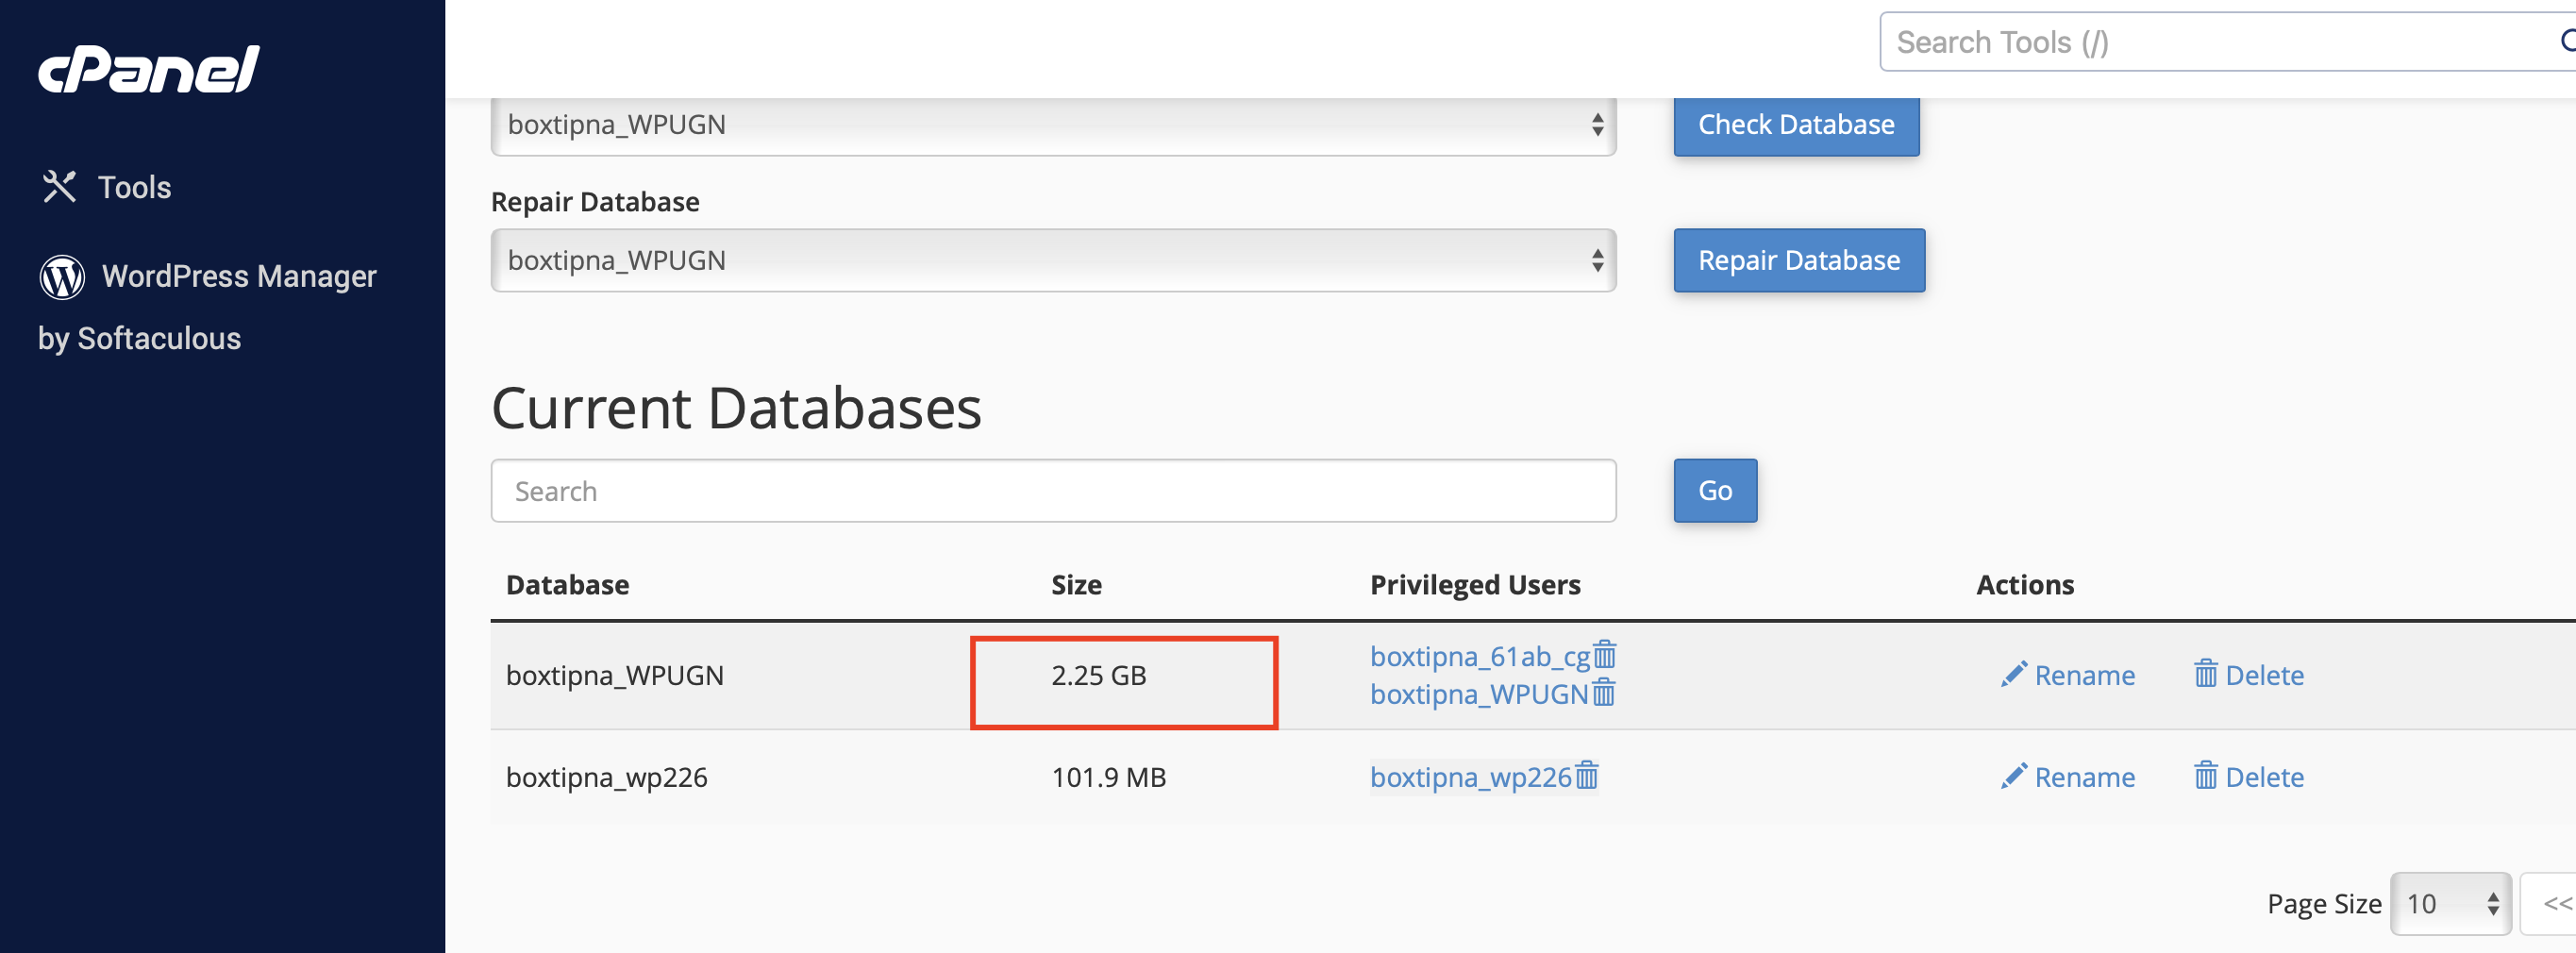 cPanel
Search Tools (/)
Tools
WordPress Manager
by Softaculous
boxtipna_WPUGN
Check Database
Repair Database
boxtipna_WPUGN
Repair Database
Current Databases
Search
Go
Database Size Privileged Users Actions
boxtipna_WPUGN 2.25 GB boxtipna_61ab_cg Rename Delete
boxtipna_WPUGN
boxtipna_wp226 101.9 MB boxtipna_wp226 Rename Delete
Page Size 10 <<